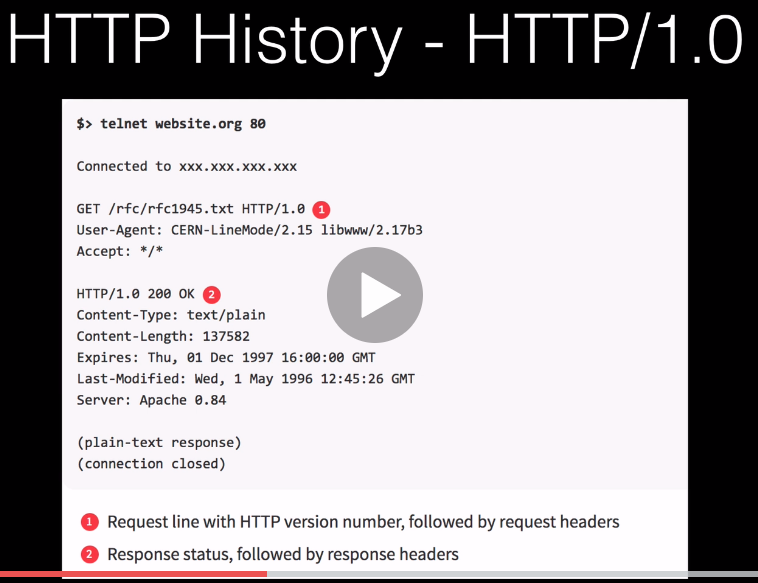 HTTP History - HTTP/1.0
$> telnet website.org 80
Connected to xxx.xxx.xxx.xxx
GET /rfc/rfc1945.txt HTTP/1.0 1
User-Agent: CERN-LineMode/2.15 libwww/2.17b3
Accept: */*
HTTP/1.0 200 OK 2
Content-Type: text/plain
Content-Length: 137582
Expires: Thu, 01 Dec 1997 16:00:00 GMT
Last-Modified: Wed, 1 May 1996 12:45:26 GMT
Server: Apache 0.84
(plain-text response)
(connection closed)
1 Request line with HTTP version number, followed by request headers
2 Response status, followed by response headers